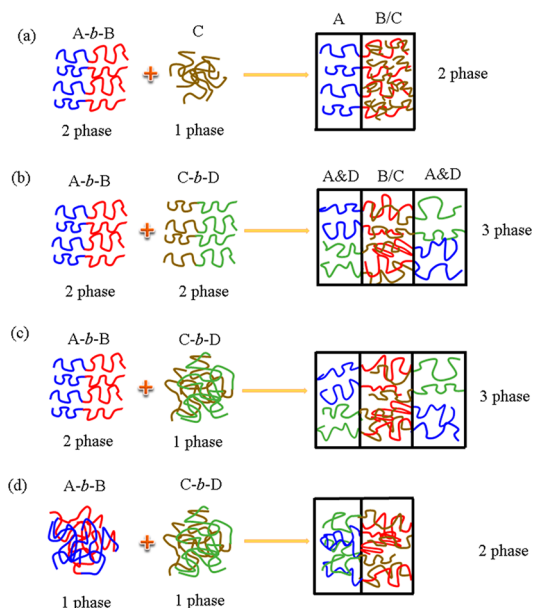 (a)
A-b-B
C
A
B/C
+
2 phase
1 phase
2 phase
(b)
A-b-B
C-b-D
A&D
B/C
A&D
+
3 phase
2 phase
2 phase
(c)
A-b-B
C-b-D
+
3 phase
2 phase
1 phase
(d)
A-b-B
C-b-D
+
2 phase
1 phase
1 phase